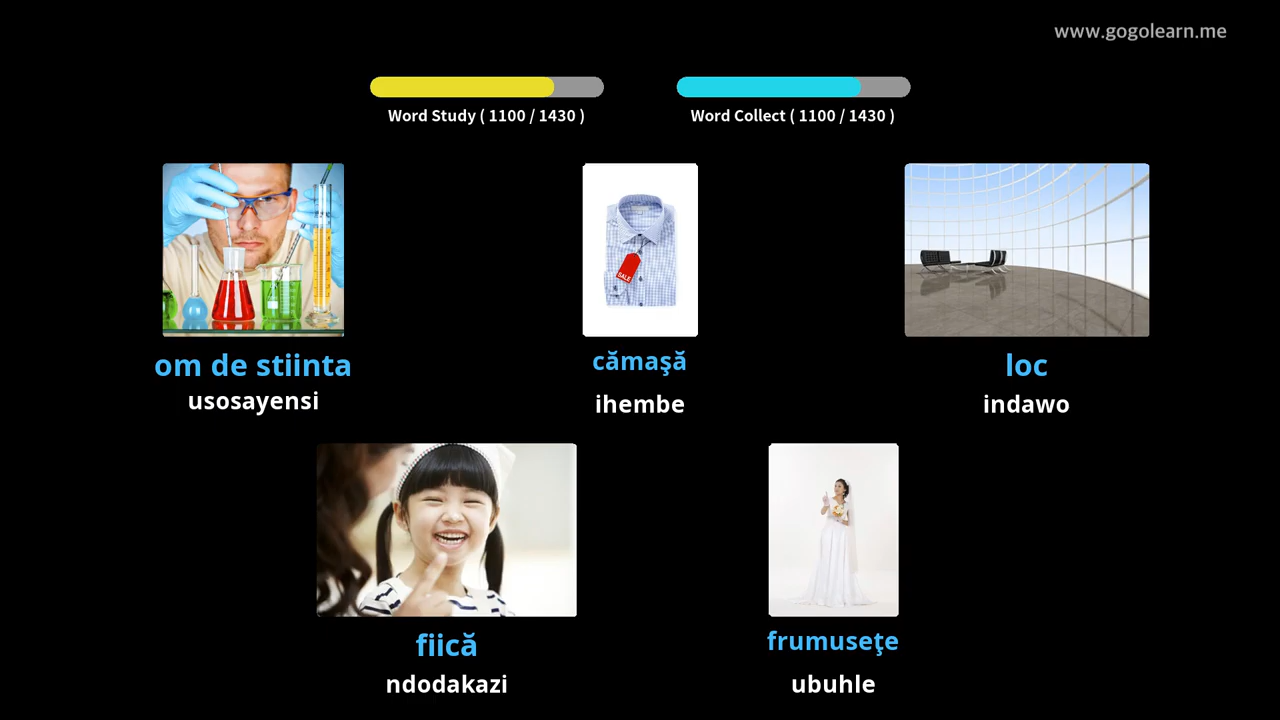 www.gogolearn.me
Word Study ( 1100 / 1430 )
Word Collect ( 1100 / 1430 )
SALE
om de stiinta
usosayensi
cămaşă
ihembe
loc
indawo
fiică
ndodakazi
frumuseţe
ubuhle